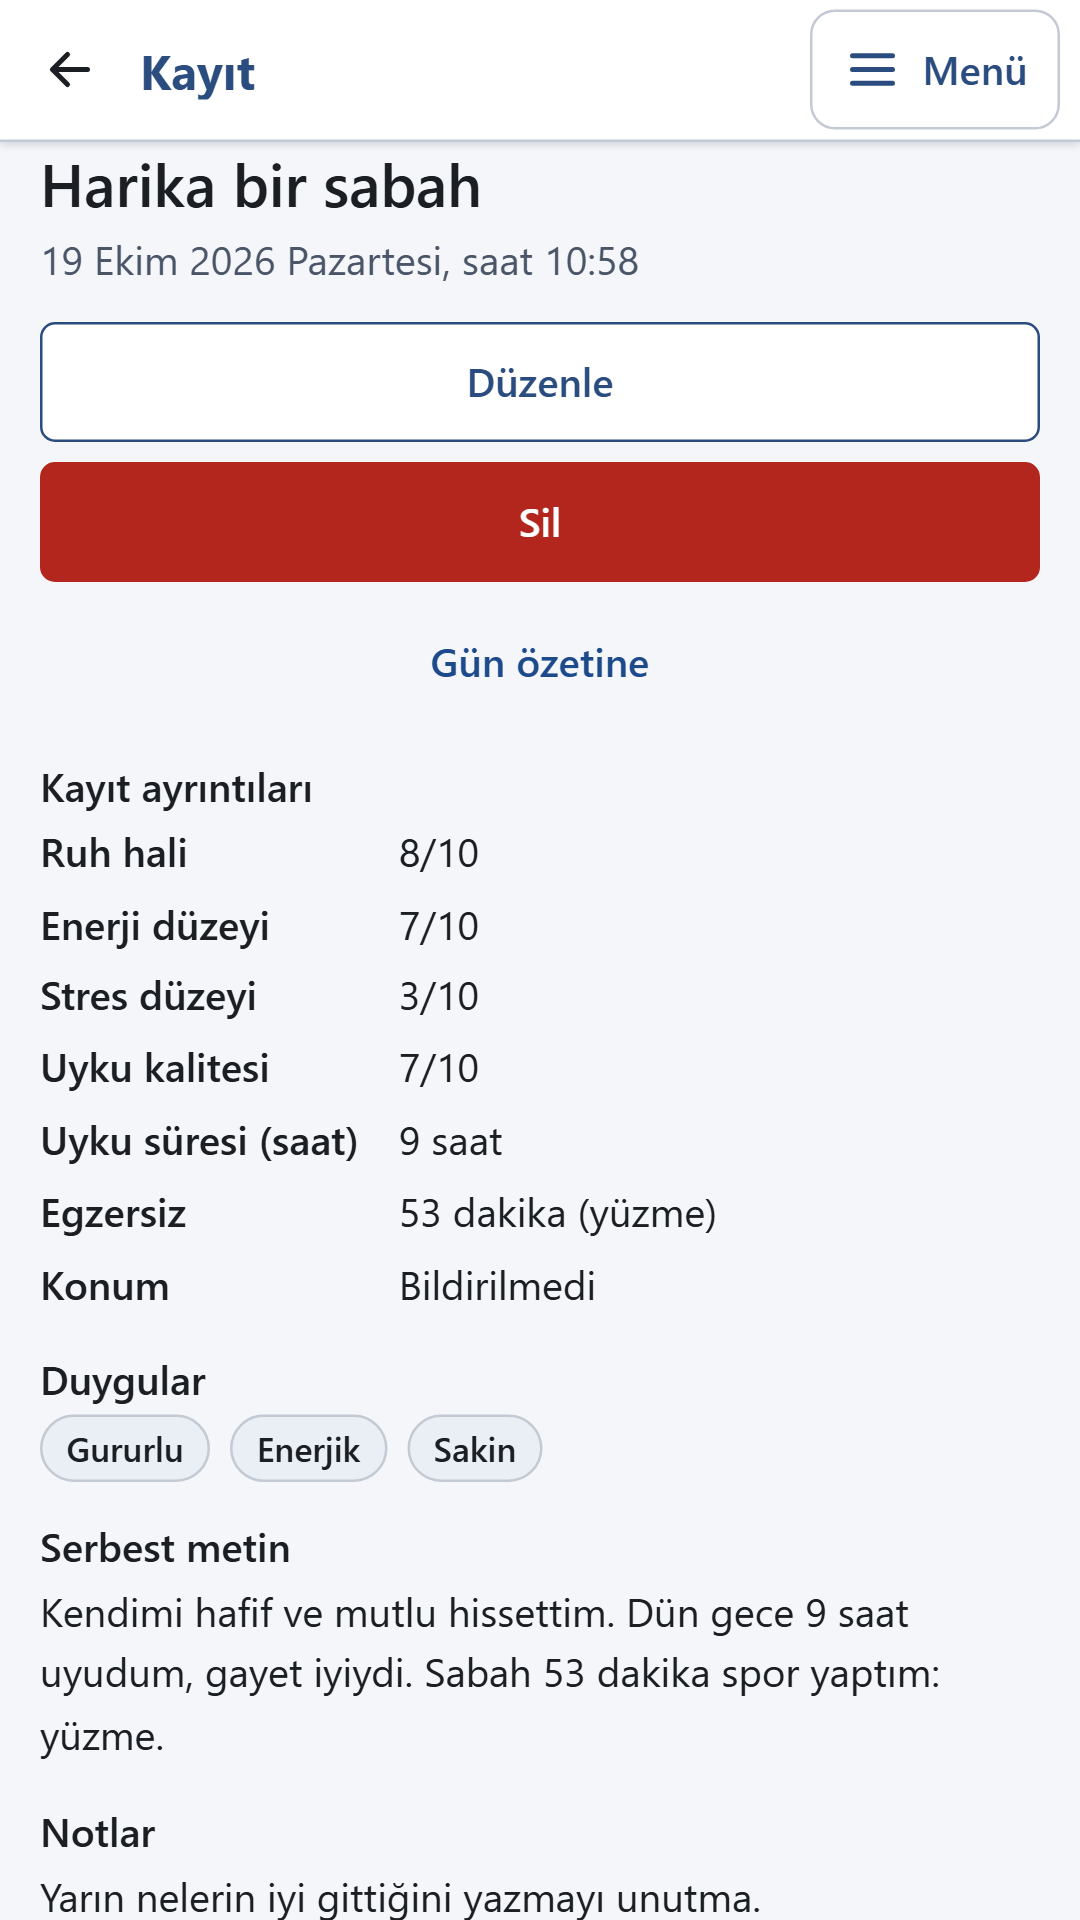 Kayıt
Menü
Harika bir sabah
19 Ekim 2026 Pazartesi, saat 10:58
Düzenle
Sil
Gün özetine
Kayıt ayrıntıları
Ruh hali 8/10
Enerji düzeyi 7/10
Stres düzeyi 3/10
Uyku kalitesi 7/10
Uyku süresi (saat) 9 saat
Egzersiz 53 dakika (yüzme)
Konum Bildirilmedi
Duygular
Gururlu Enerjik Sakin
Serbest metin
Kendimi hafif ve mutlu hissettim. Dün gece 9 saat
uyudum, gayet iyiydi. Sabah 53 dakika spor yaptım:
yüzme.
Notlar
Yarın nelerin iyi gittiğini yazmayı unutma.